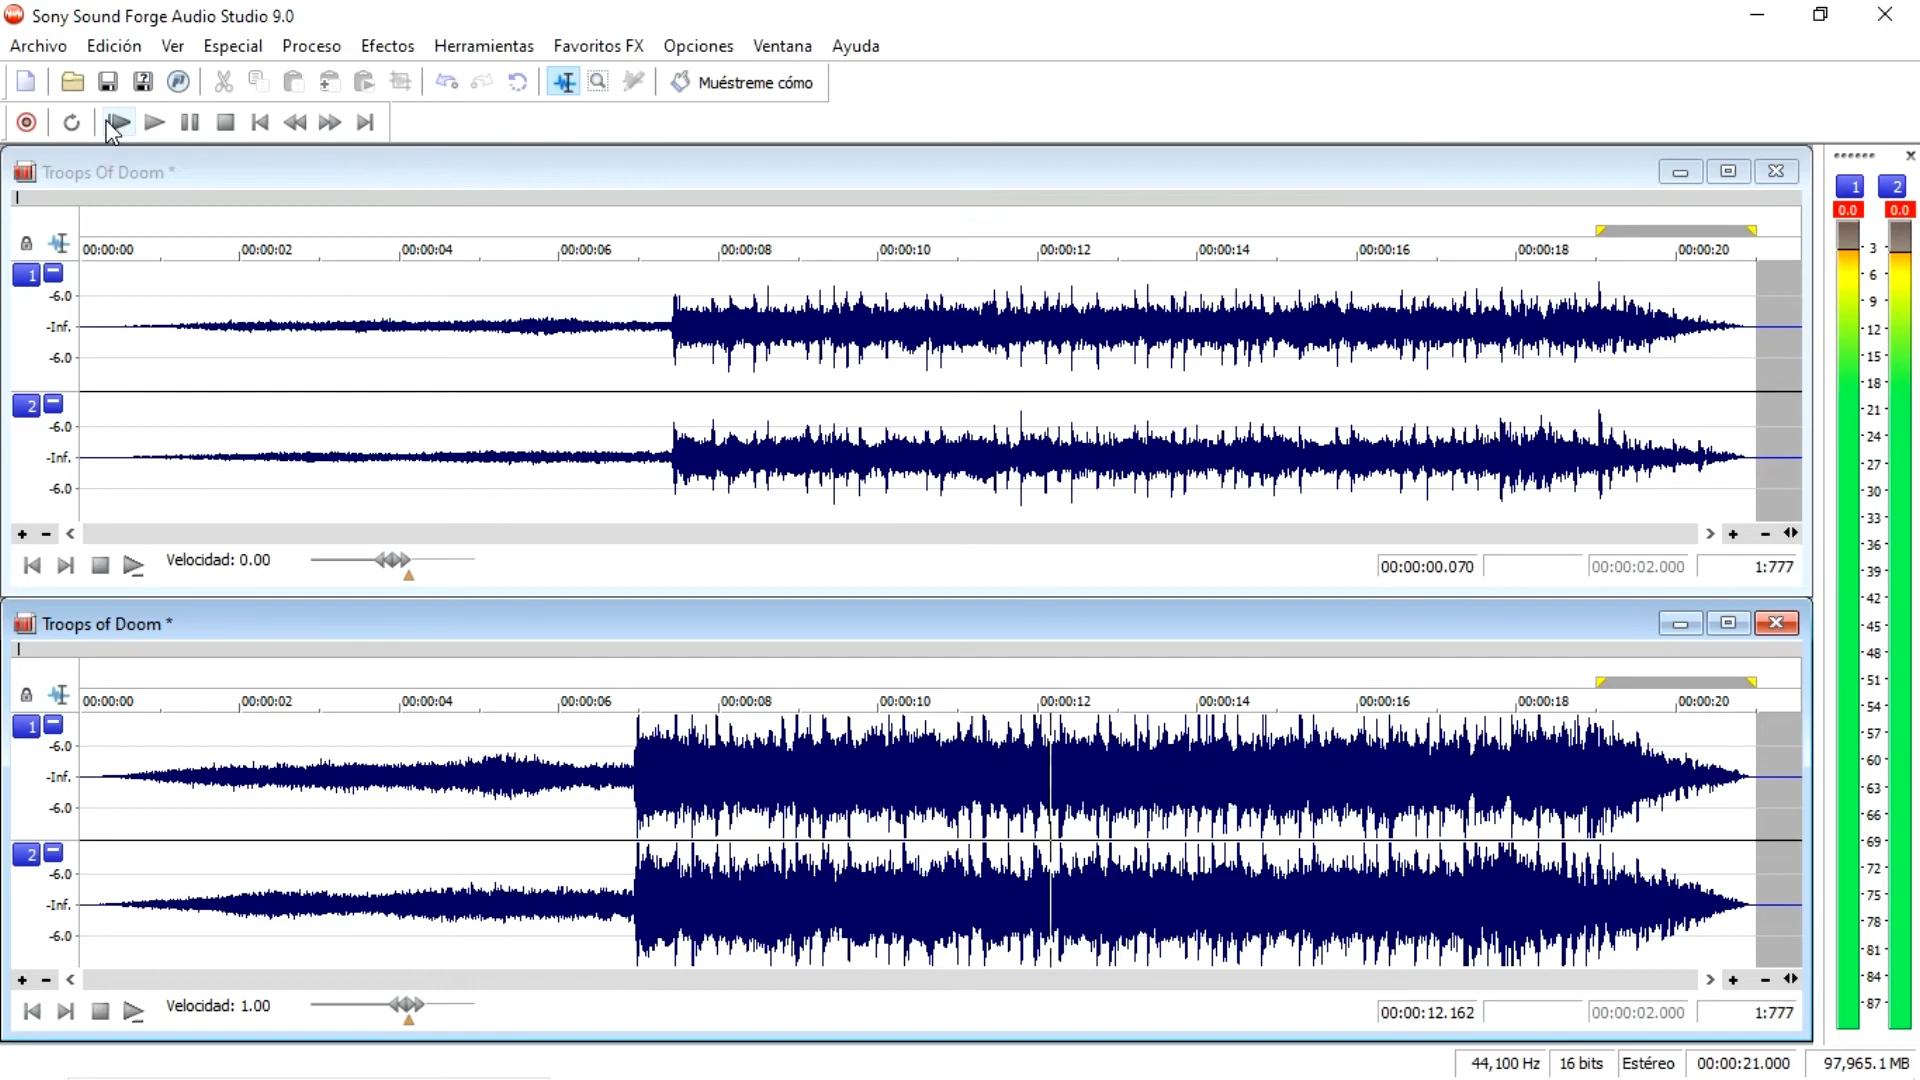 Sony Sound Forge Audio Studio 9.0
Archivo Edición Ver Especial Proceso Efectos Herramientas Favoritos FX Opciones Ventana Ayuda
Muéstreme cómo
Troops Of Doom *
00:00:00 00:00:02 00:00:04 00:00:06 00:00:08 00:00:10 00:00:12 00:00:14 00:00:16 00:00:18 00:00:20
1
-6.0
-Inf.
-6.0
2
-6.0
-Inf.
-6.0
Velocidad: 0.00
00:00:00.070 00:00:02.000 1:777
Troops of Doom *
00:00:00 00:00:02 00:00:04 00:00:06 00:00:08 00:00:10 00:00:12 00:00:14 00:00:16 00:00:18 00:00:20
1
-6.0
-Inf.
-6.0
2
-6.0
-Inf.
-6.0
Velocidad: 1.00
00:00:12.162 00:00:02.000 1:777
1 2
0.0 0.0
3
6
9
12
15
18
21
24
27
30
33
36
39
42
45
48
51
54
57
60
63
66
69
72
75
78
81
84
87
44,100 Hz 16 bits Estéreo 00:00:21.000 97,965.1 MB